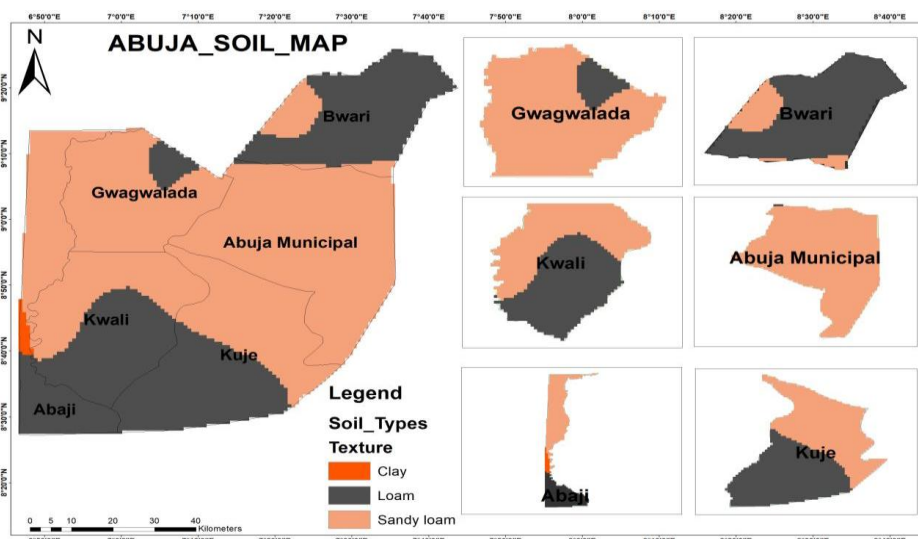 6°50'0"E 7°0'0"E 7°10'0"E 7°20'0"E 7°30'0"E 7°40'0"E 7°50'0"E 8°0'0"E 8°10'0"E 8°20'0"E 8°30'0"E 8°40'0"E
N
ABUJA_SOIL_MAP
Bwari
Gwagwalada
Abuja Municipal
Kwali
Kuje
Abaji
Gwagwalada
Bwari
Kwali
Abuja Municipal
Abaji
Kuje
Legend
Soil_Types
Texture
Clay
Loam
Sandy loam
0 5 10 20 30 40
Kilometers